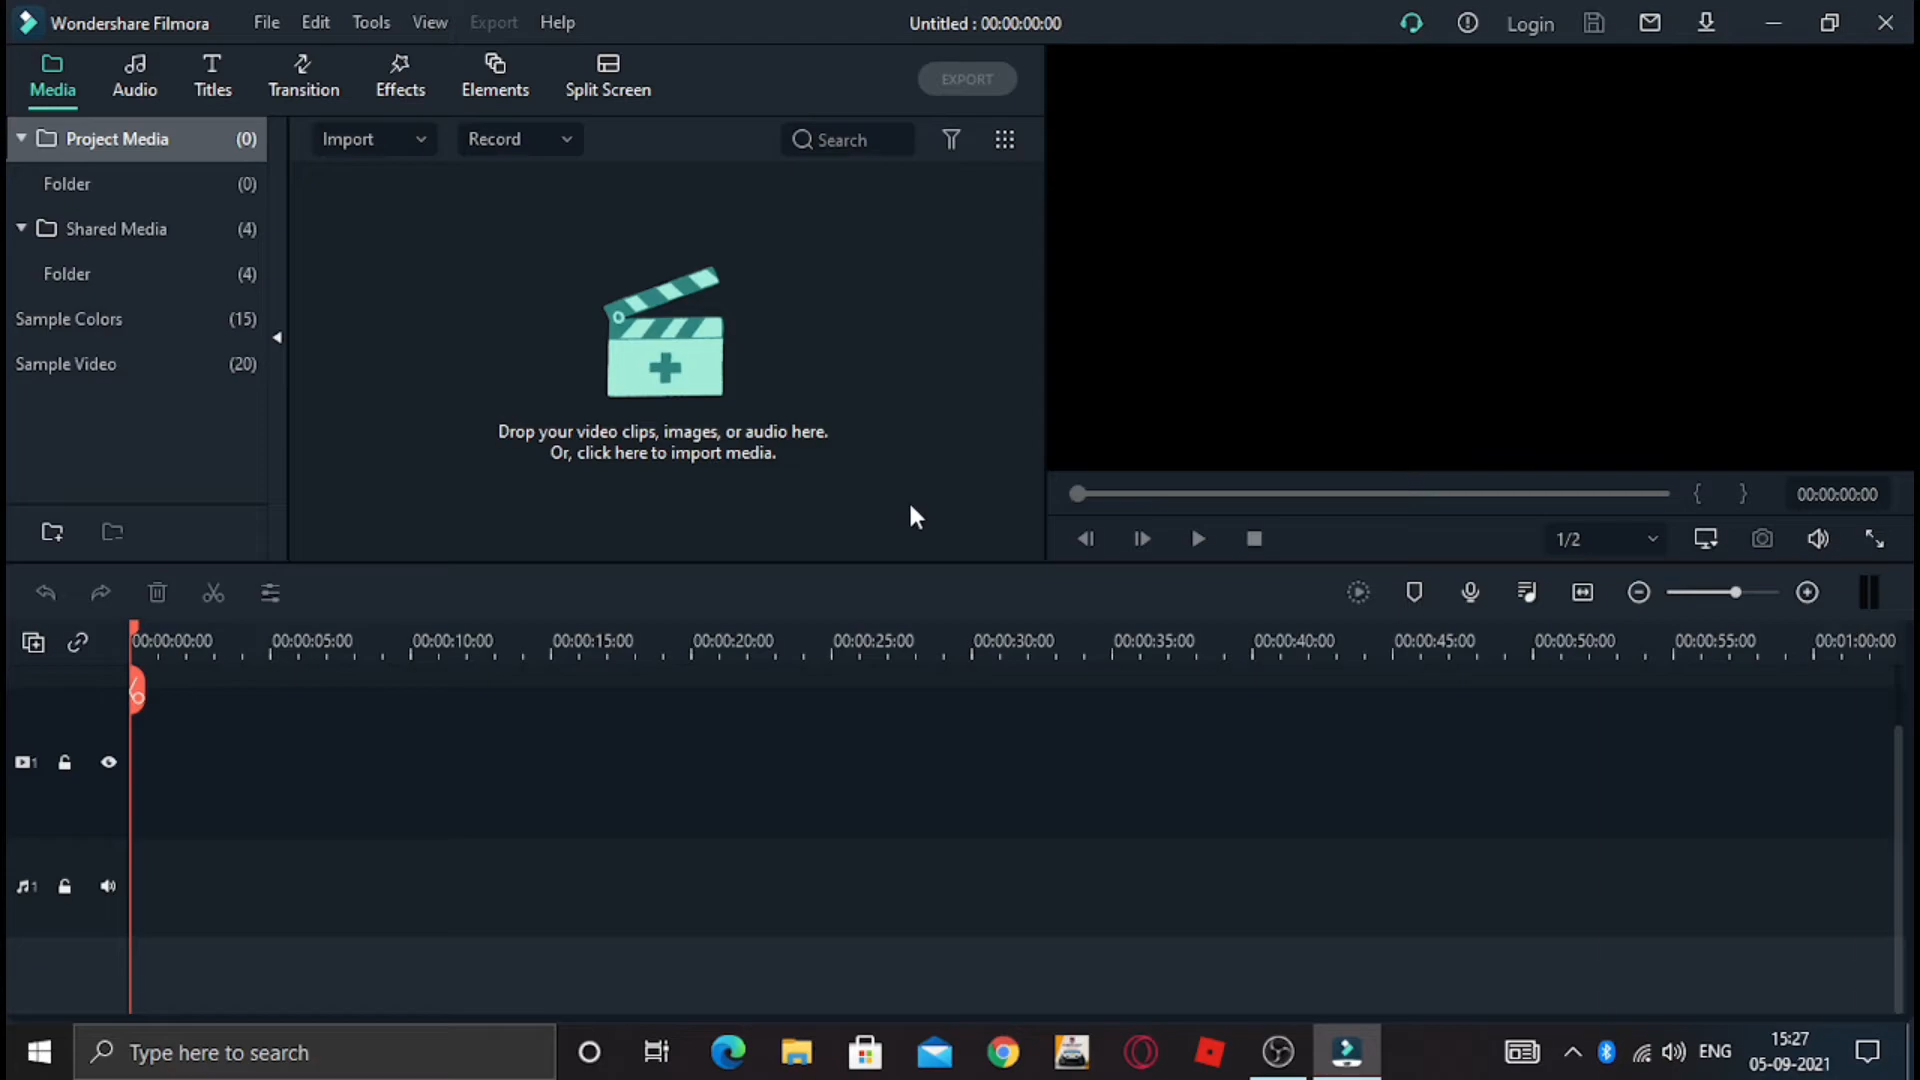 Wondershare Filmora File Edit Tools View Export Help Untitled : 00:00:00:00 Login
Media Audio Titles Transition Effects Elements Split Screen EXPORT
Project Media (0) Import Record Search
Folder (0)
Shared Media (4)
Folder (4)
Sample Colors (15)
Sample Video (20)
Drop your video clips, images, or audio here.
Or, click here to import media.
{ } 00:00:00:00
1/2
00:00:00:00 00:00:05:00 00:00:10:00 00:00:15:00 00:00:20:00 00:00:25:00 00:00:30:00 00:00:35:00 00:00:40:00 00:00:45:00 00:00:50:00 00:00:55:00 00:01:00:00
1
1
Type here to search ENG 15:27
05-09-2021